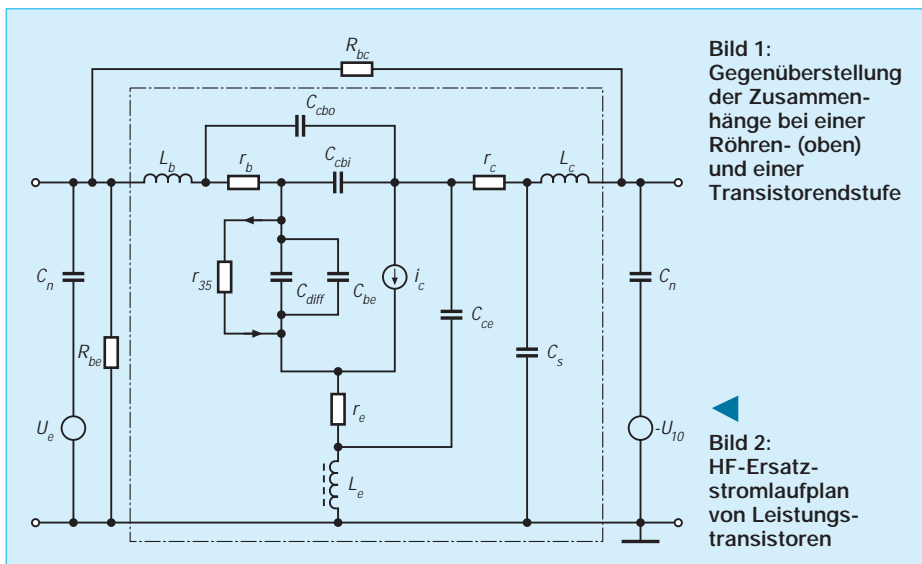 R_bc
C_cbo
L_b
r_b
C_cbi
r_c
L_c
C_n
r_35
C_diff
C_be
i_c
C_ce
C_n
R_be
C_s
U_e
r_e
-U_10
L_e
Bild 1:
Gegenüberstellung
der Zusammen-
hänge bei einer
Röhren- (oben)
und einer
Transistorendstufe
Bild 2:
HF-Ersatz-
stromlaufplan
von Leistungs-
transistoren